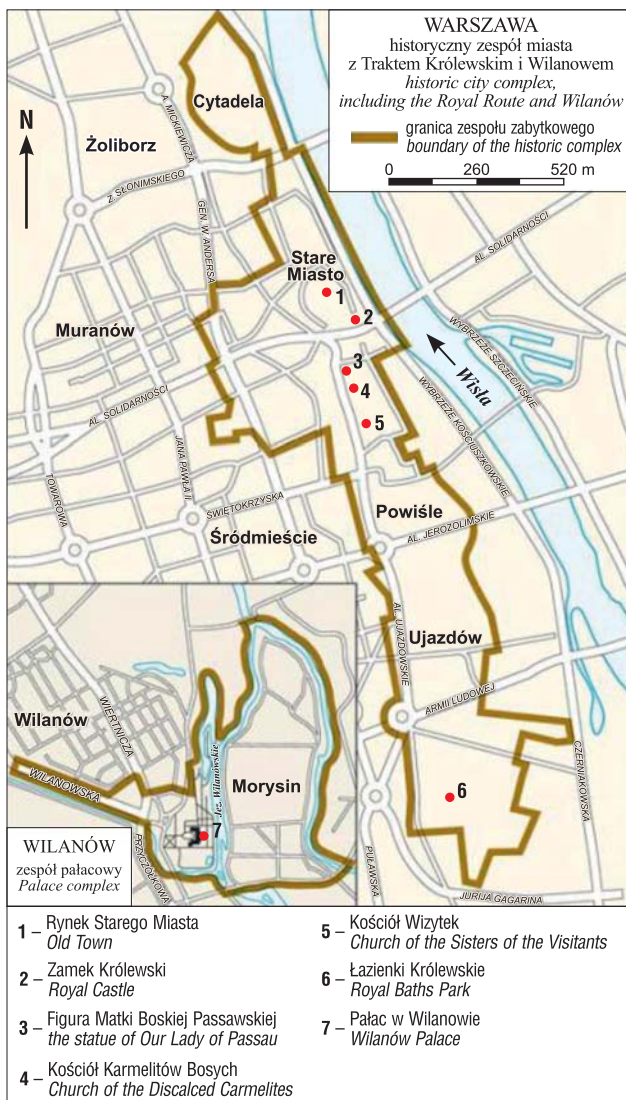 WARSZAWA
historyczny zespół miasta
z Traktem Królewskim i Wilanowem
historic city complex,
including the Royal Route and Wilanów
granica zespołu zabytkowego
boundary of the historic complex
0 260 520 m
N
Cytadela
Żoliborz
A. MICKIEWICZA
Z. SŁONIMSKIEGO
GEN. W. ANDERSA
Stare
Miasto
1
2
AL. SOLIDARNOŚCI
Muranów
3
4
5
Wisła
WYBRZEŻE SZCZECIŃSKIE
WYBRZEŻE KOŚCIUSZKOWSKIE
AL. SOLIDARNOŚCI
JANA PAWŁA II.
TOWAROWA
ŚWIĘTOKRZYSKA
Powiśle
Śródmieście
AL. JEROZOLIMSKIE
AL. UJAZDOWSKIE
Ujazdów
ARMII LUDOWEJ
CZERNIAKOWSKA
6
PUŁAWSKA
JURIJA GAGARINA
Wilanów
WIERTNICZA
WILANOWSKA
Jez. Wilanowskie
Morysin
7
PRZYCZÓŁKOWA
WILANÓW
zespół pałacowy
Palace complex
1 – Rynek Starego Miasta
Old Town
2 – Zamek Królewski
Royal Castle
3 – Figura Matki Boskiej Passawskiej
the statue of Our Lady of Passau
4 – Kościół Karmelitów Bosych
Church of the Discalced Carmelites
5 – Kościół Wizytek
Church of the Sisters of the Visitants
6 – Łazienki Królewskie
Royal Baths Park
7 – Pałac w Wilanowie
Wilanów Palace